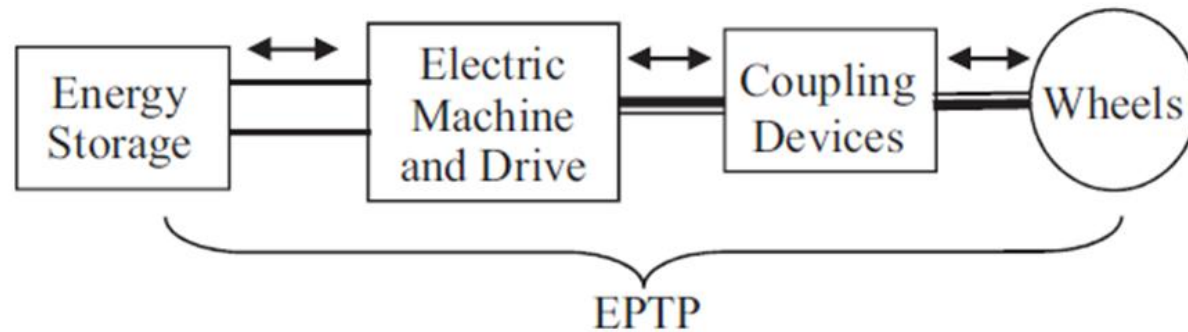 Energy
Storage
Electric
Machine
and Drive
Coupling
Devices
Wheels
EPTP